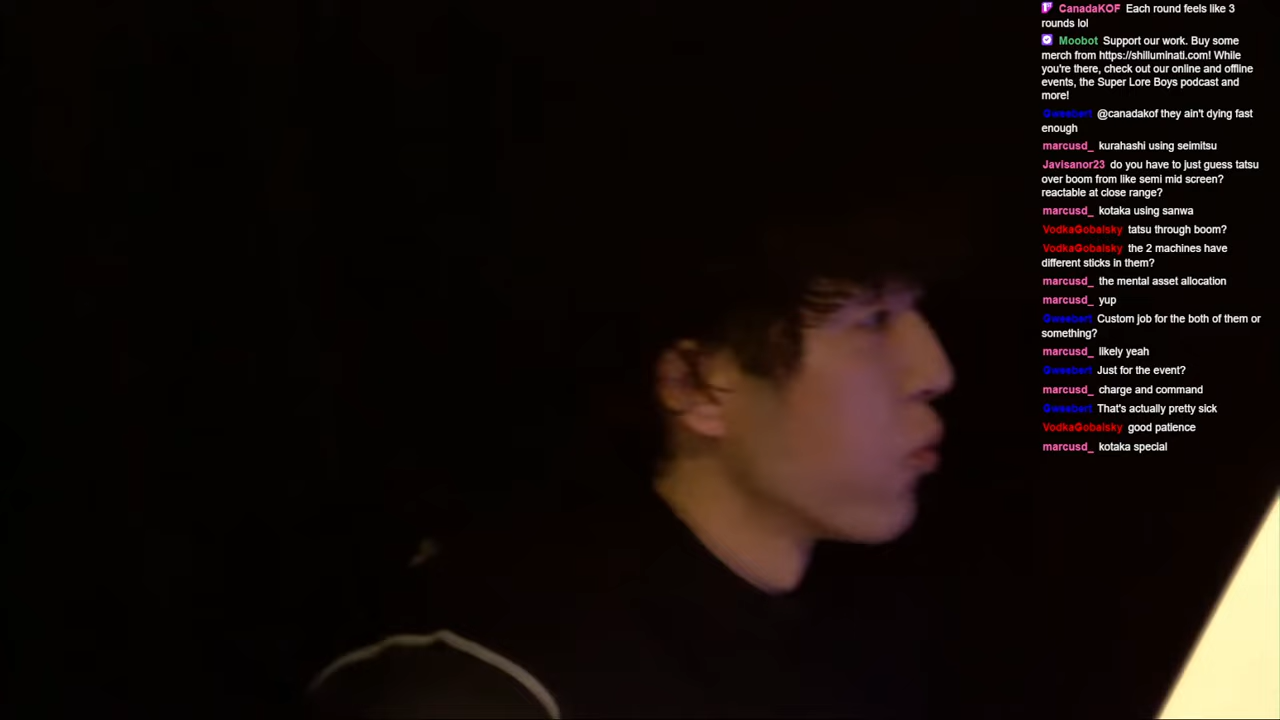 CanadaKOF Each round feels like 3
rounds lol
Moobot Support our work. Buy some
merch from https://shilluminati.com! While
you're there, check out our online and offline
events, the Super Lore Boys podcast and
more!
Gweebert @canadakof they ain't dying fast
enough
marcusd_ kurahashi using seimitsu
Javisanor23 do you have to just guess tatsu
over boom from like semi mid screen?
reactable at close range?
marcusd_ kotaka using sanwa
VodkaGobalsky tatsu through boom?
VodkaGobalsky the 2 machines have
different sticks in them?
marcusd_ the mental asset allocation
marcusd_ yup
Gweebert Custom job for the both of them or
something?
marcusd_ likely yeah
Gweebert Just for the event?
marcusd_ charge and command
Gweebert That's actually pretty sick
VodkaGobalsky good patience
marcusd_ kotaka special